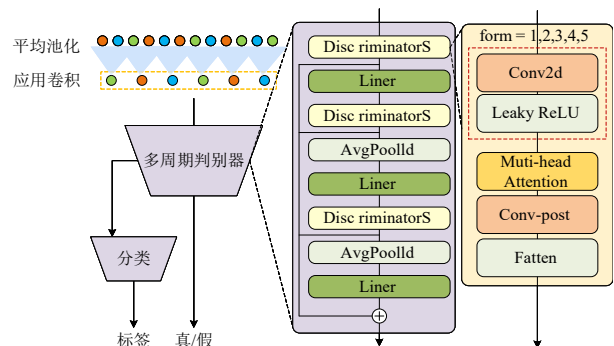 平均池化
应用卷积
多周期判别器
分类
标签
真/假
Disc riminatorS
Liner
Disc riminatorS
AvgPoolld
Liner
Disc riminatorS
AvgPoolld
Liner
form = 1,2,3,4,5
Conv2d
Leaky ReLU
Muti-head
Attention
Conv-post
Fatten